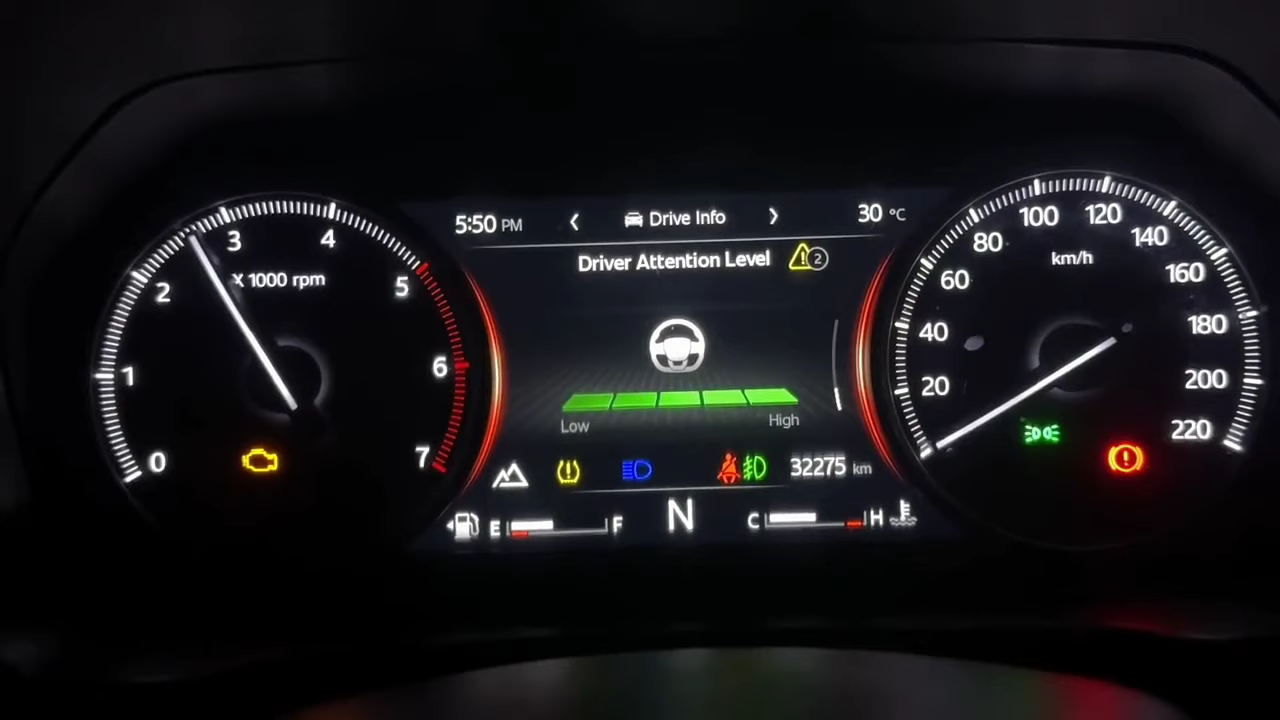 5:50 PM
Drive Info
30 °C
Driver Attention Level
2
Low
High
32275 km
E
F
N
C
H
0
1
2
3
4
5
6
7
X 1000 rpm
20
40
60
80
100
120
140
160
180
200
220
km/h